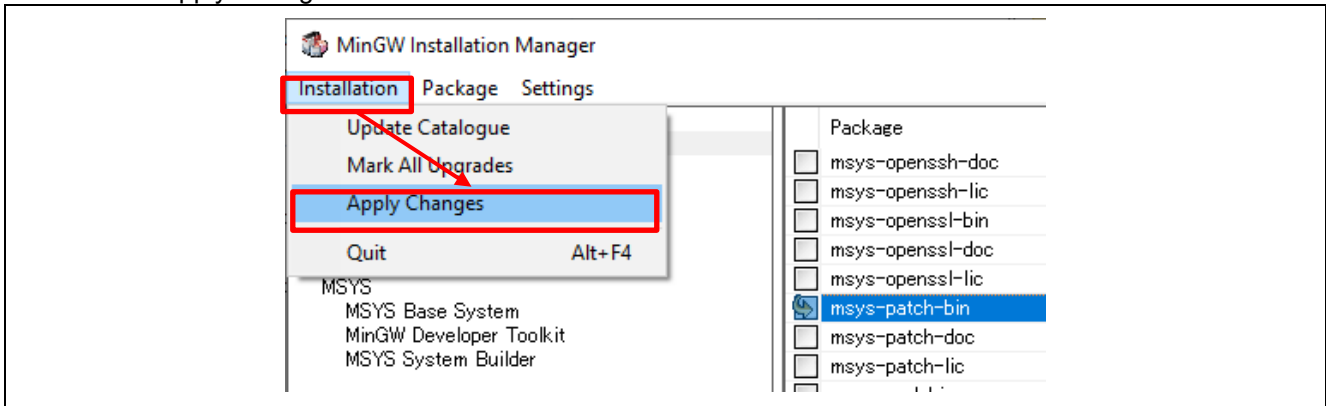 MinGW Installation Manager
Installation Package Settings
Update Catalogue
Mark All Upgrades
Apply Changes
Quit Alt+F4
MSYS
MSYS Base System
MinGW Developer Toolkit
MSYS System Builder
Package
msys-openssh-doc
msys-openssh-lic
msys-openssl-bin
msys-openssl-doc
msys-openssl-lic
msys-patch-bin
msys-patch-doc
msys-patch-lic